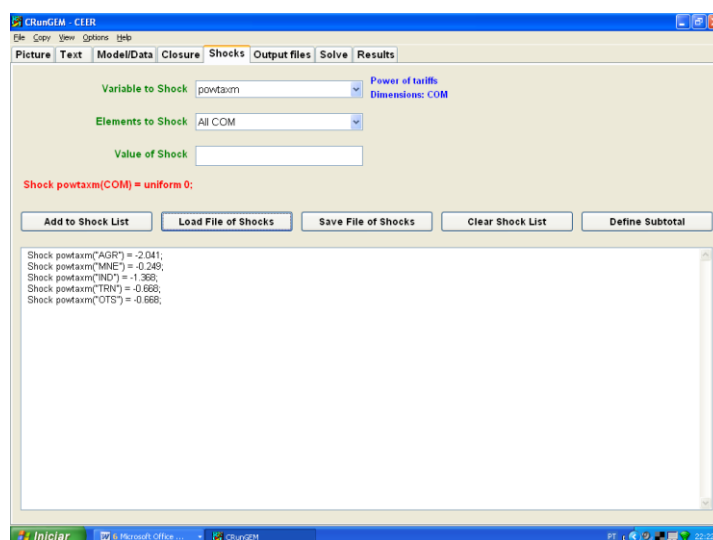 CRunGEM - CEER
File Copy View Options Help
Picture Text Model/Data Closure Shocks Output files Solve Results
Variable to Shock powtaxm Power of tariffs
Dimensions: COM
Elements to Shock All COM
Value of Shock
Shock powtaxm(COM) = uniform 0;
Add to Shock List Load File of Shocks Save File of Shocks Clear Shock List Define Subtotal
Shock powtaxm("AGR") = -2.041;
Shock powtaxm("MNE") = -0.249;
Shock powtaxm("IND") = -1.368;
Shock powtaxm("TRN") = -0.668;
Shock powtaxm("OTS") = -0.668;
Iniciar 6 Microsoft Office ... CRunGEM PT